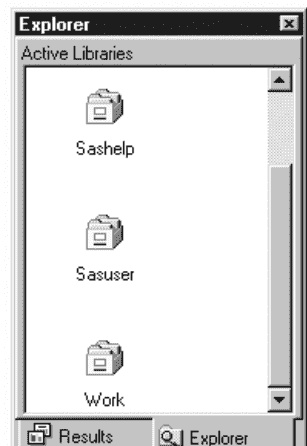 Explorer
Active Libraries
Sashelp
Sasuser
Work
Results Explorer